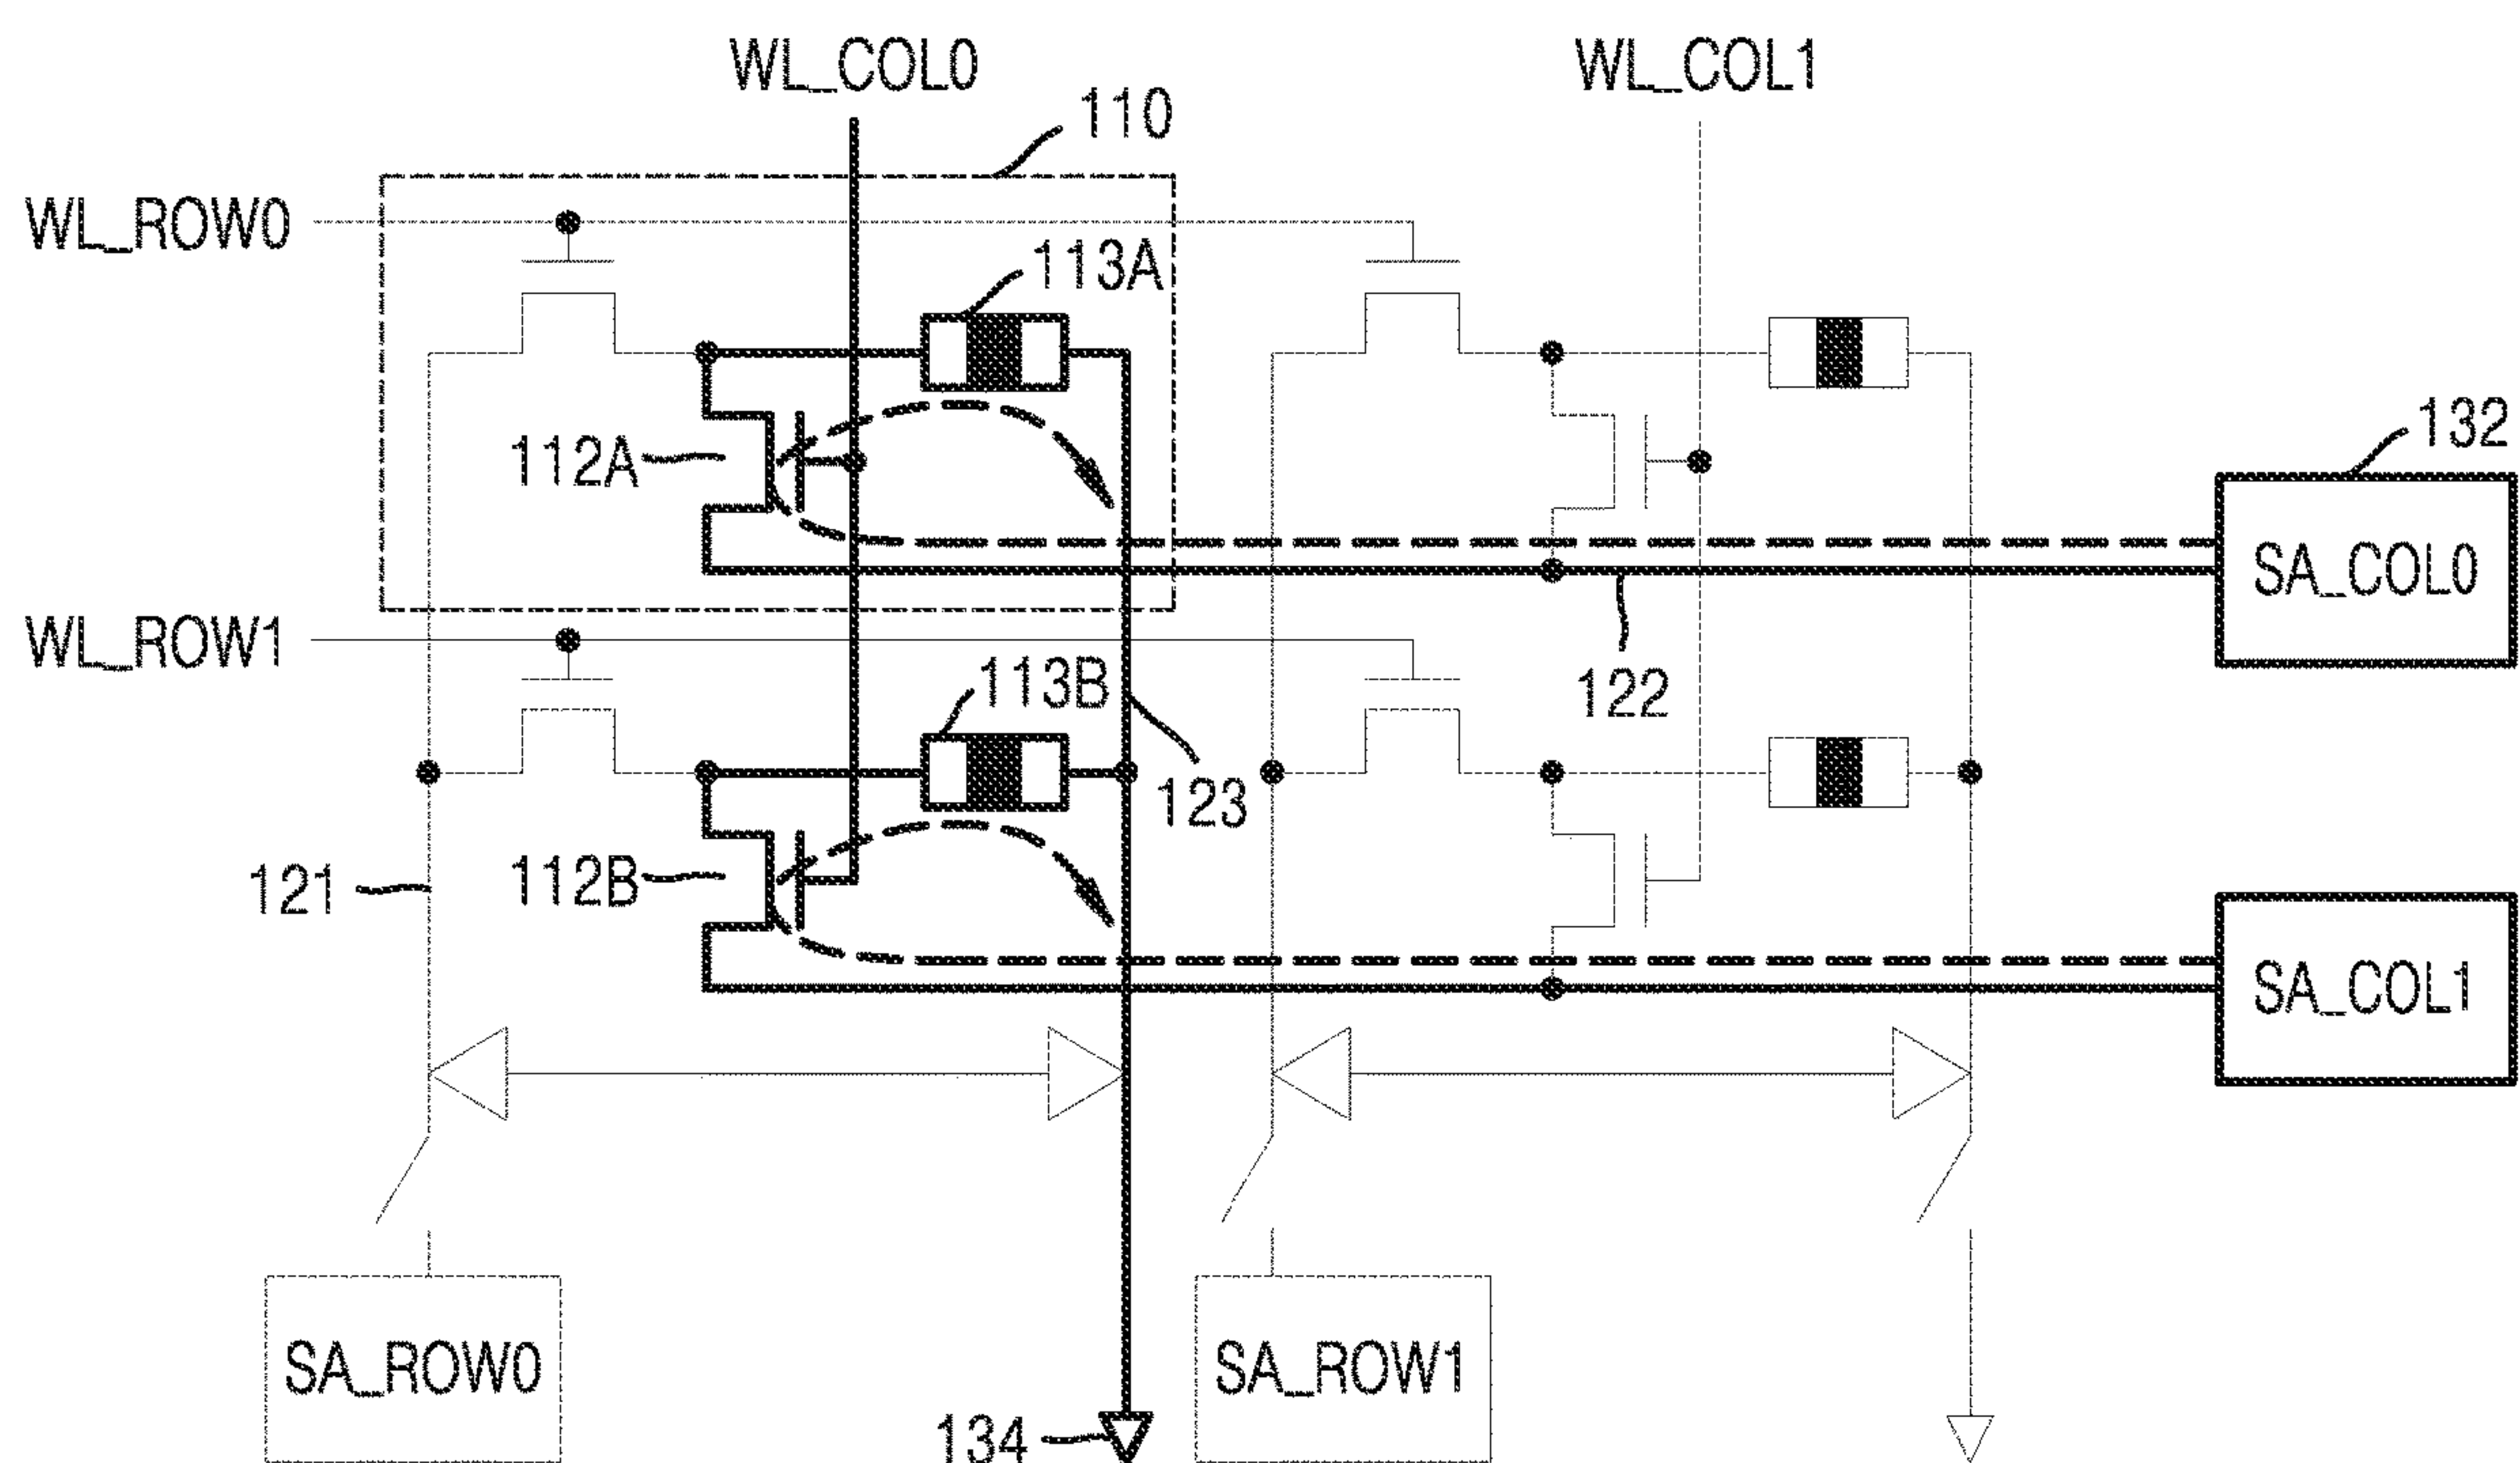 WL_COL0
WL_COL1
110
WL_ROW0
113A
132
112A
SA_COL0
WL_ROW1
113B
122
123
121
112B
SA_COL1
SA_ROW0
SA_ROW1
134